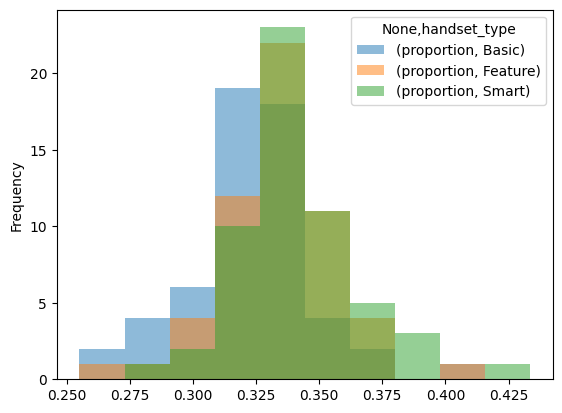 None,handset_type
(proportion, Basic)
(proportion, Feature)
(proportion, Smart)
Frequency
20
15
10
5
0
0.250 0.275 0.300 0.325 0.350 0.375 0.400 0.425